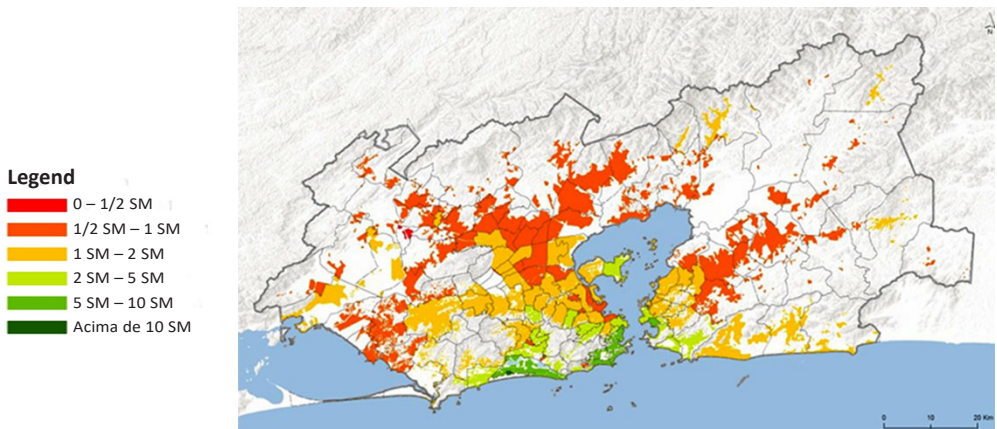 Legend
0 – 1/2 SM
1/2 SM – 1 SM
1 SM – 2 SM
2 SM – 5 SM
5 SM – 10 SM
Acima de 10 SM
N
0 10 20 Km